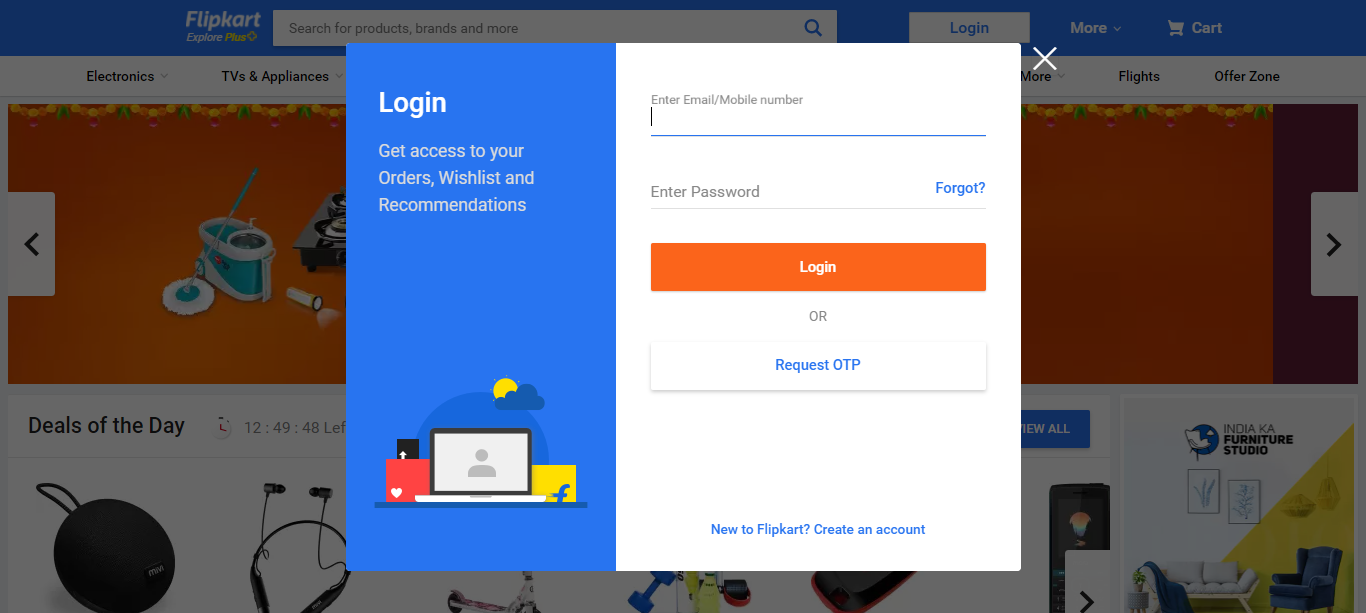 Flipkart
Explore Plus
Search for products, brands and more
Login
More
Cart
Electronics
TVs & Appliances
More
Flights
Offer Zone
Login
Get access to your
Orders, Wishlist and
Recommendations
Enter Email/Mobile number
Enter Password
Forgot?
Login
OR
Request OTP
New to Flipkart? Create an account
Deals of the Day
12 : 49 : 48 Lef
VIEW ALL
INDIA KA
FURNITURE
STUDIO
mivi